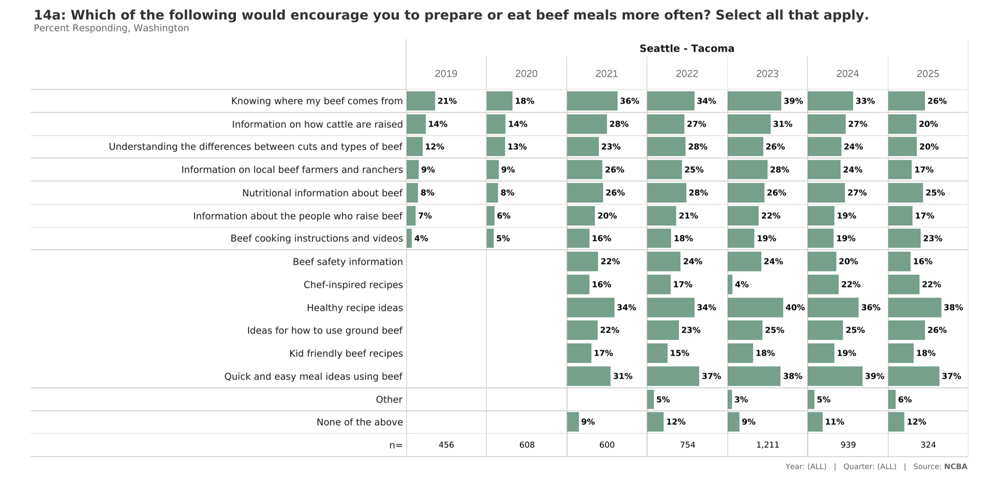 14a: Which of the following would encourage you to prepare or eat beef meals more often? Select all that apply.
Percent Responding, Washington
Seattle - Tacoma
2019 2020 2021 2022 2023 2024 2025
Knowing where my beef comes from 21% 18% 36% 34% 39% 33% 26%
Information on how cattle are raised 14% 14% 28% 27% 31% 27% 20%
Understanding the differences between cuts and types of beef 12% 13% 23% 28% 26% 24% 20%
Information on local beef farmers and ranchers 9% 9% 26% 25% 28% 24% 17%
Nutritional information about beef 8% 8% 26% 28% 26% 27% 25%
Information about the people who raise beef 7% 6% 20% 21% 22% 19% 17%
Beef cooking instructions and videos 4% 5% 16% 18% 19% 19% 23%
Beef safety information 22% 24% 24% 20% 16%
Chef-inspired recipes 16% 17% 4% 22% 22%
Healthy recipe ideas 34% 34% 40% 36% 38%
Ideas for how to use ground beef 22% 23% 25% 25% 26%
Kid friendly beef recipes 17% 15% 18% 19% 18%
Quick and easy meal ideas using beef 31% 37% 38% 39% 37%
Other 5% 3% 5% 6%
None of the above 9% 12% 9% 11% 12%
n= 456 608 600 754 1,211 939 324
Year: (ALL) | Quarter: (ALL) | Source: NCBA